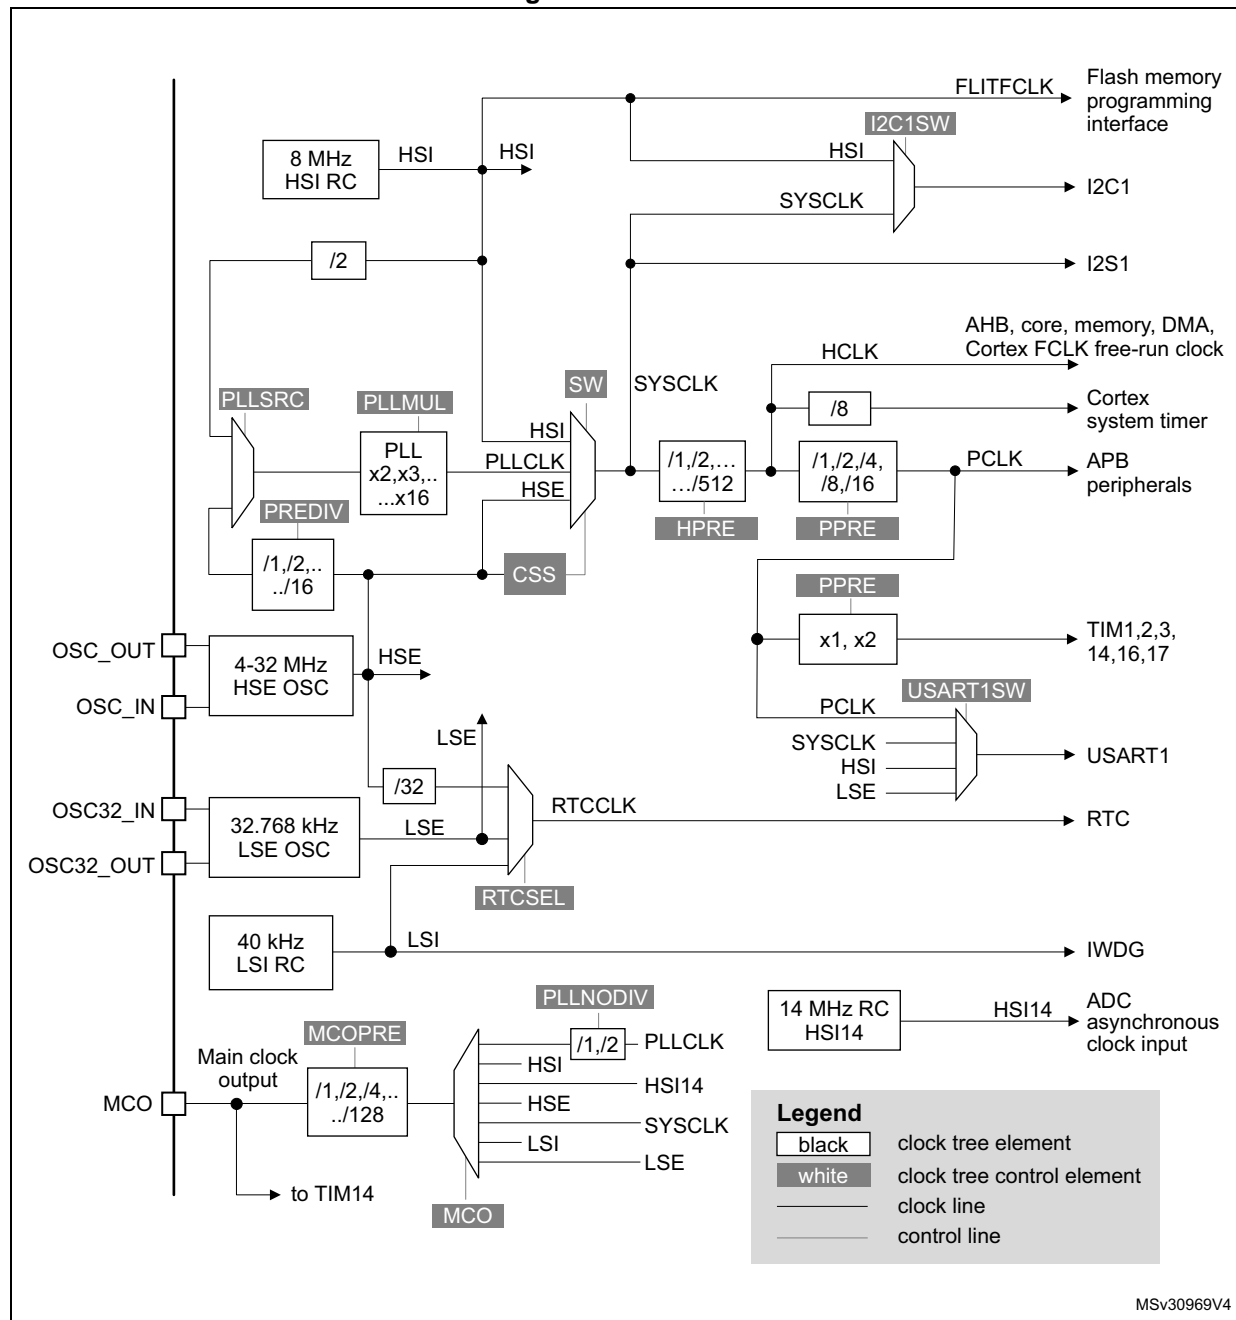 FLITFCLK
Flash memory
programming
interface
I2C1SW
8 MHz
HSI RC
HSI
HSI
HSI
SYSCLK
I2C1
/2
I2S1
AHB, core, memory, DMA,
Cortex FCLK free-run clock
HCLK
SW
SYSCLK
PLLSRC
PLLMUL
/8
Cortex
system timer
HSI
PLL
x2,x3,..
...x16
PLLCLK
HSE
/1,/2,…
…/512
/1,/2,/4,
/8,/16
PCLK
APB
peripherals
PREDIV
HPRE
PPRE
/1,/2,..
../16
CSS
PPRE
x1, x2
TIM1,2,3,
14,16,17
OSC_OUT
OSC_IN
4-32 MHz
HSE OSC
HSE
USART1SW
PCLK
SYSCLK
HSI
LSE
USART1
LSE
/32
OSC32_IN
OSC32_OUT
32.768 kHz
LSE OSC
LSE
RTCCLK
RTC
RTCSEL
40 kHz
LSI RC
LSI
IWDG
PLLNODIV
14 MHz RC
HSI14
HSI14
ADC
asynchronous
clock input
MCOPRE
Main clock
output
/1,/2
PLLCLK
HSI
HSI14
HSE
SYSCLK
LSI
LSE
MCO
/1,/2,/4,..
../128
to TIM14
MCO
Legend
black
clock tree element
white
clock tree control element
clock line
control line
MSv30969V4